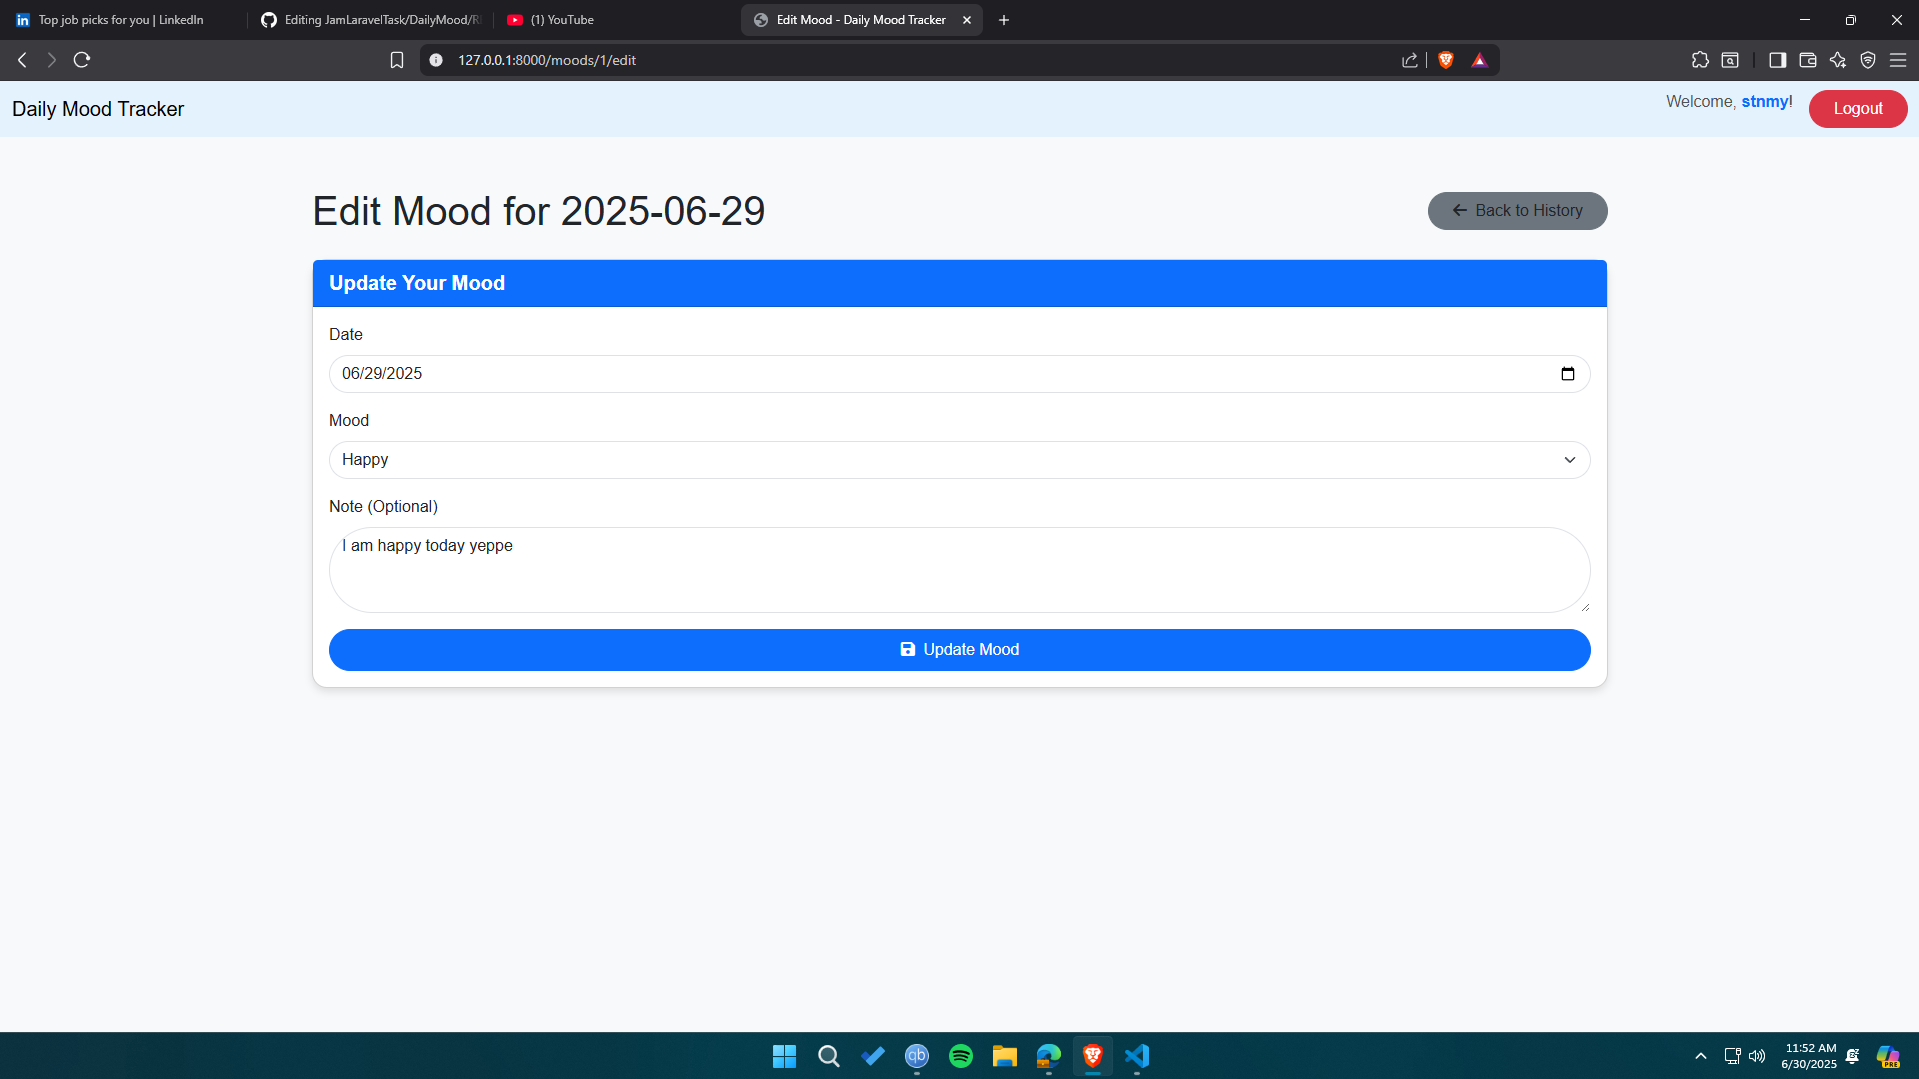 Top job picks for you | LinkedIn
Editing JamLaravelTask/DailyMood/R
(1) YouTube
Edit Mood - Daily Mood Tracker
127.0.0.1:8000/moods/1/edit
Daily Mood Tracker
Welcome, stnmy!
Logout
Edit Mood for 2025-06-29
Back to History
Update Your Mood
Date
06/29/2025
Mood
Happy
Note (Optional)
I am happy today yeppe
Update Mood
qb
11:52 AM
6/30/2025
PRE